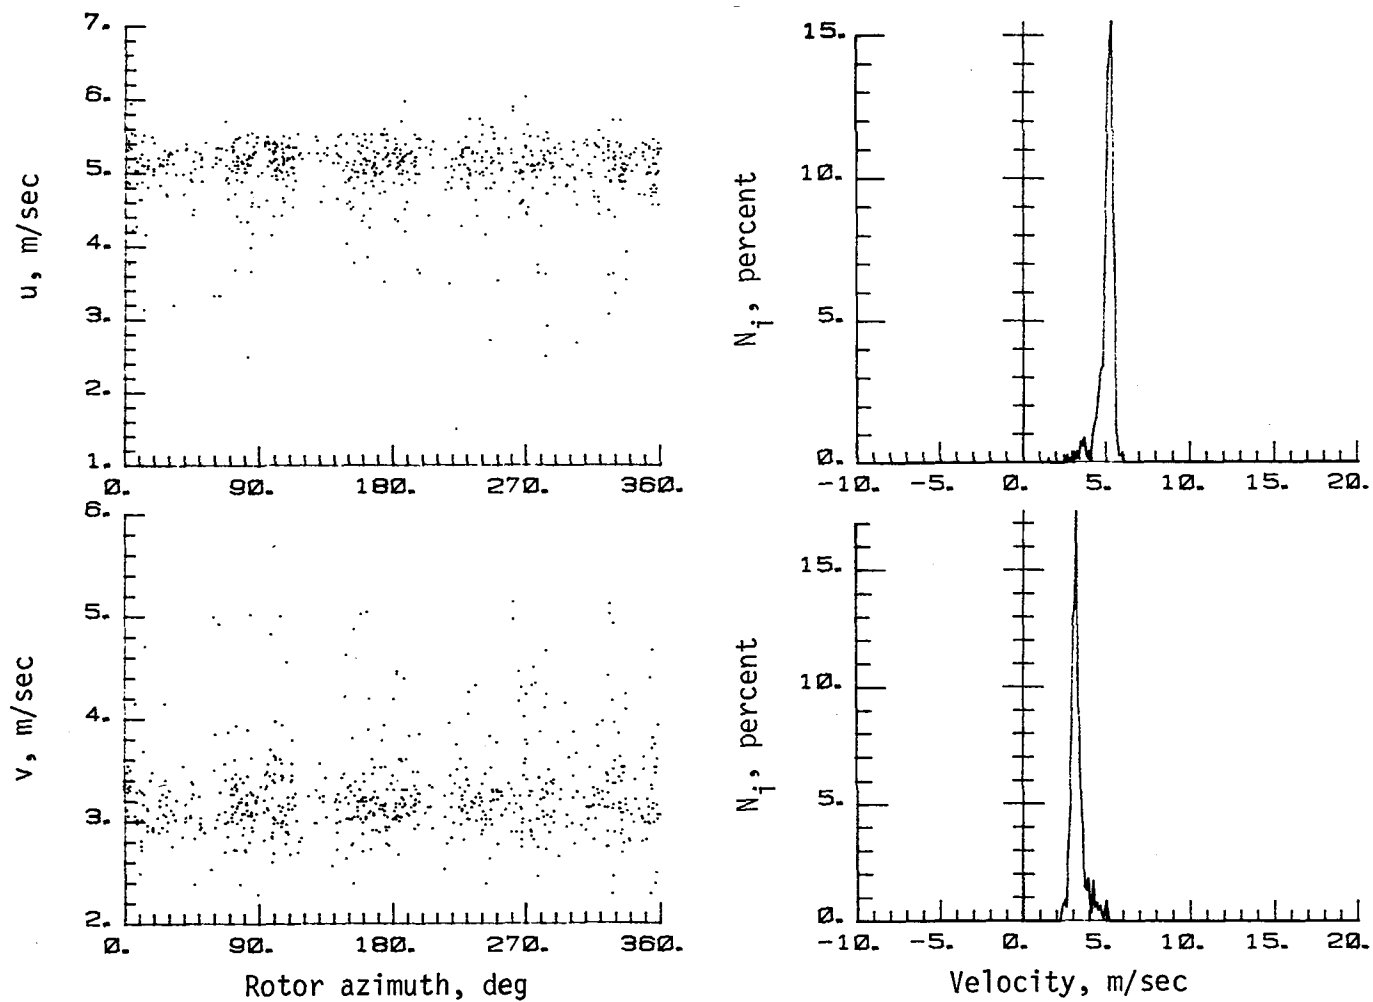 7.
6.
5.
4.
3.
2.
1.
u, m/sec
0. 90. 180. 270. 360.
15.
10.
5.
0.
Ni, percent
-10. -5. 0. 5. 10. 15. 20.
6.
5.
4.
3.
2.
v, m/sec
0. 90. 180. 270. 360.
Rotor azimuth, deg
15.
10.
5.
0.
Ni, percent
-10. -5. 0. 5. 10. 15. 20.
Velocity, m/sec